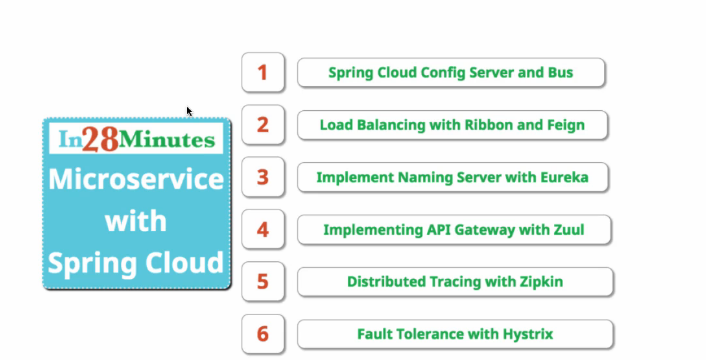 In28Minutes
Microservice
with
Spring Cloud
1 Spring Cloud Config Server and Bus
2 Load Balancing with Ribbon and Feign
3 Implement Naming Server with Eureka
4 Implementing API Gateway with Zuul
5 Distributed Tracing with Zipkin
6 Fault Tolerance with Hystrix